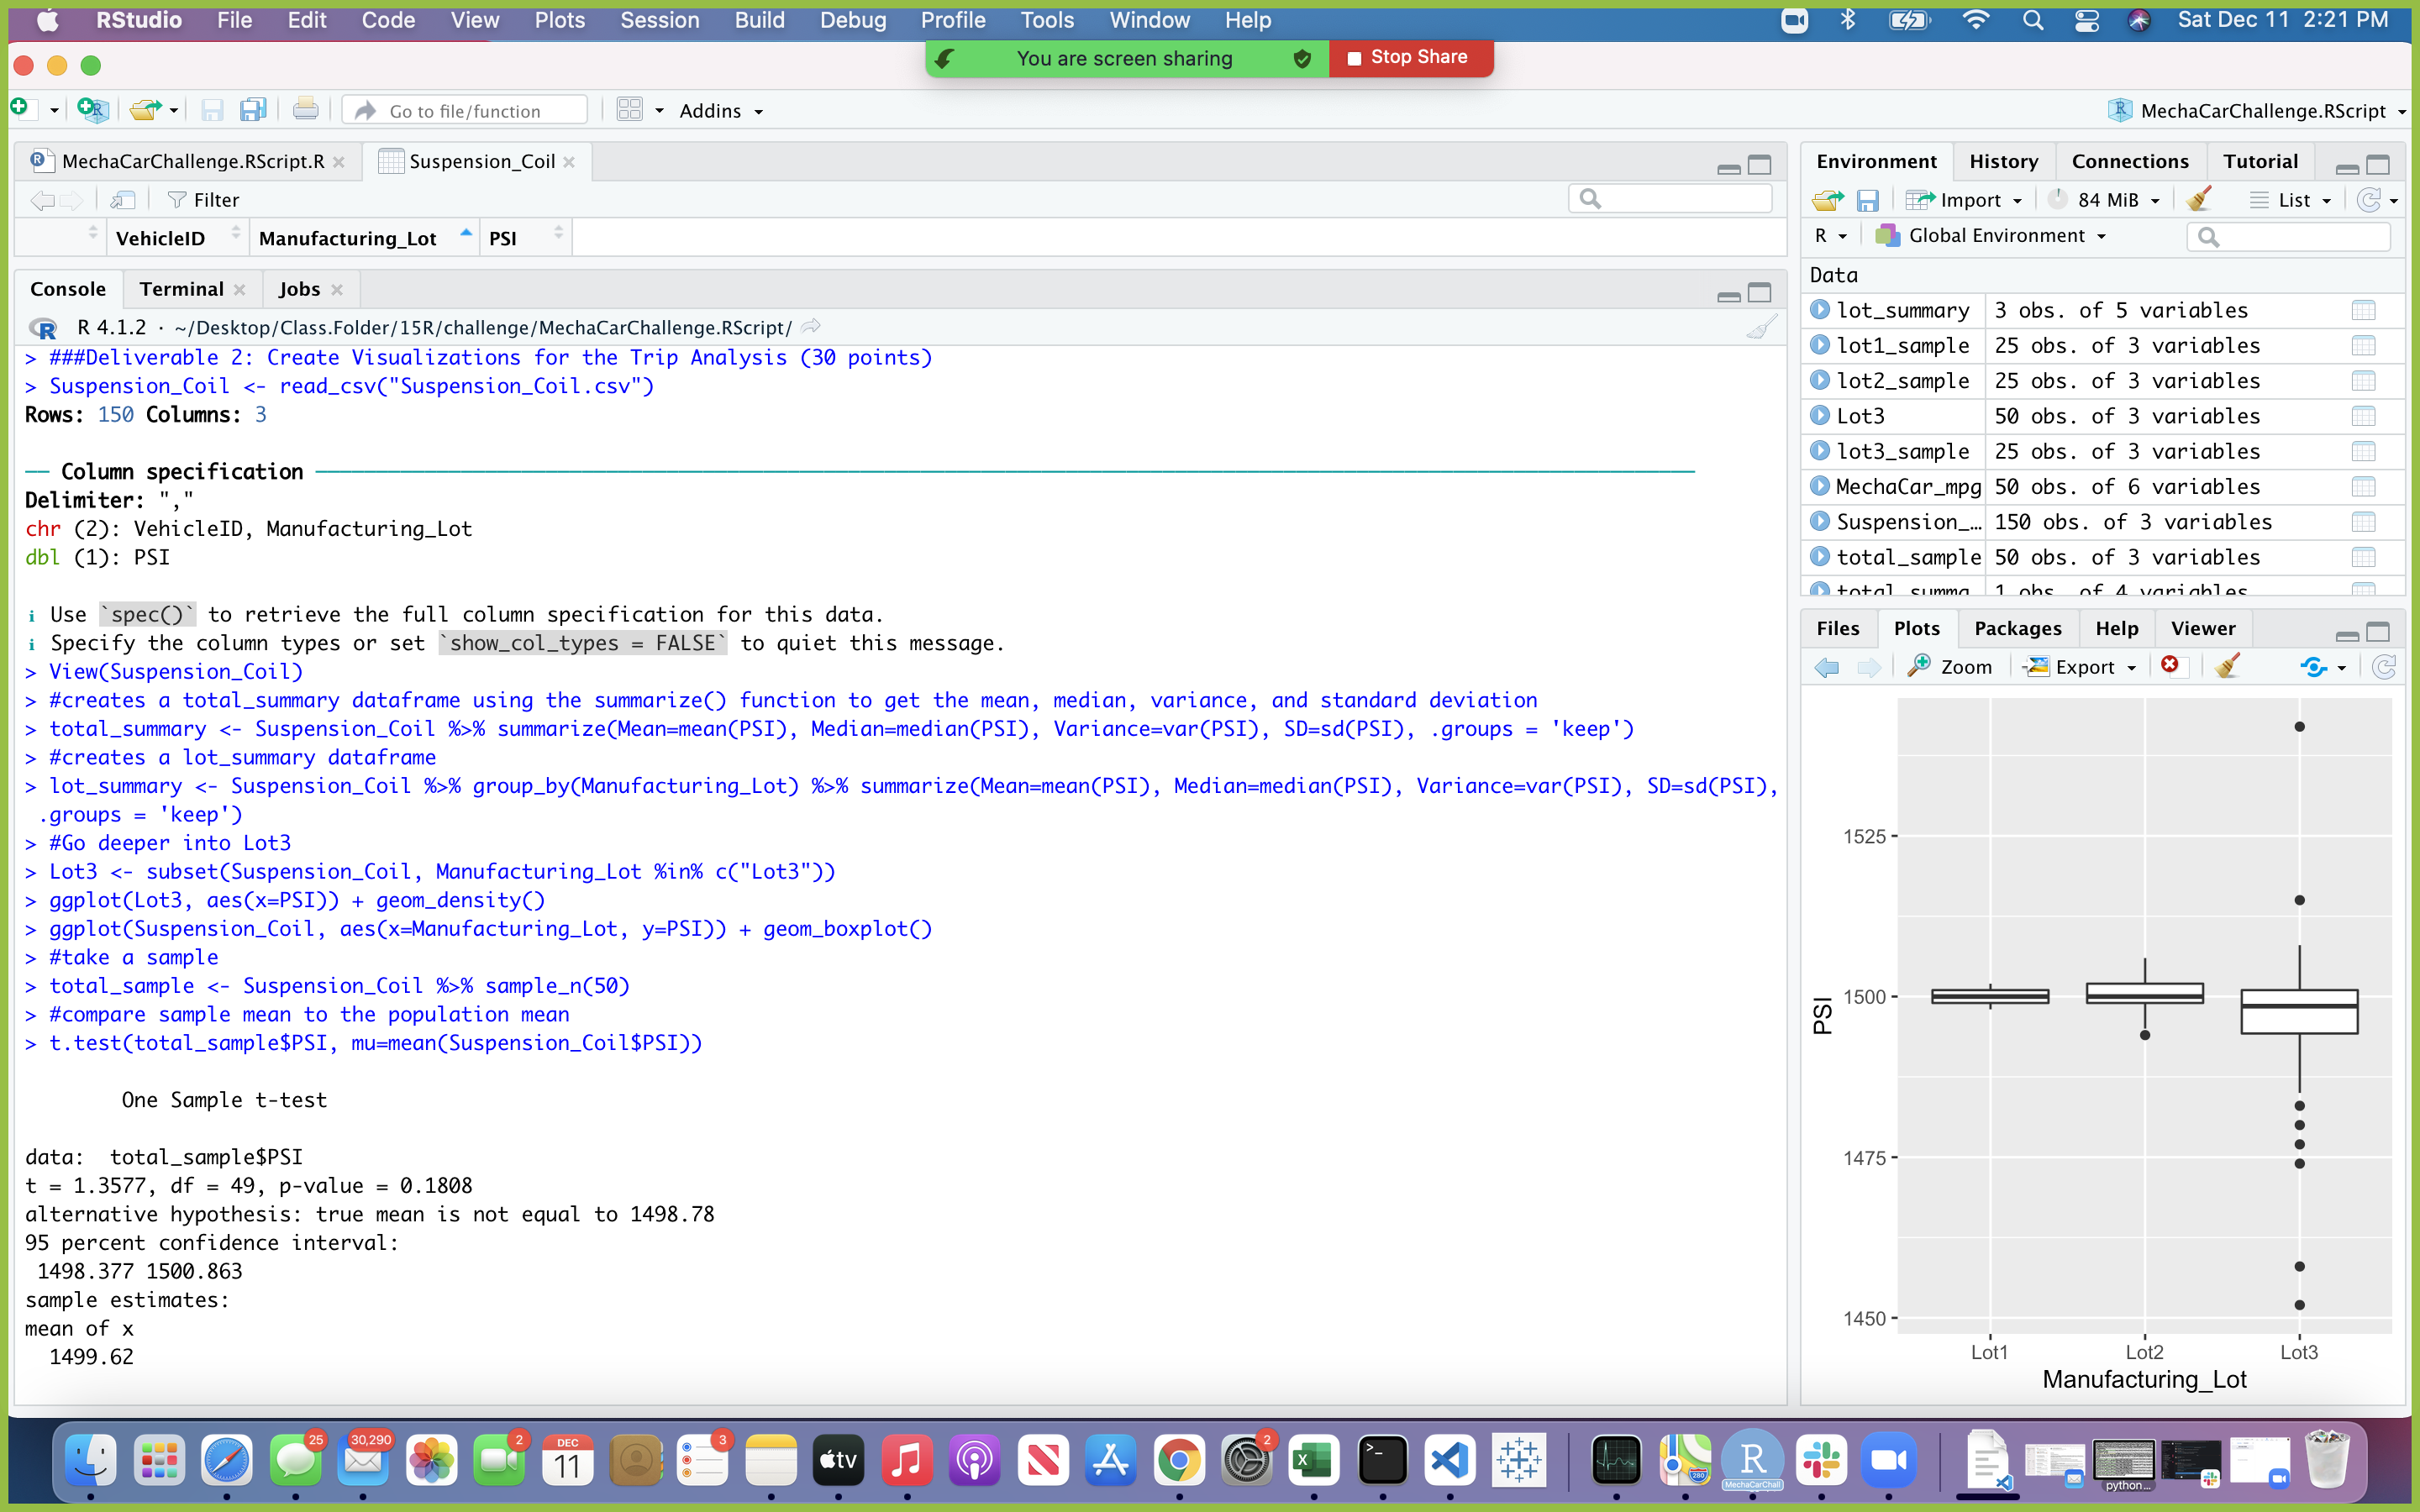 RStudio File Edit Code View Plots Session Build Debug Profile Tools Window Help Sat Dec 11 2:21 PM
You are screen sharing Stop Share
Go to file/function Addins MechaCarChallenge.RScript
MechaCarChallenge.RScript.R Suspension_Coil
Filter
VehicleID Manufacturing_Lot PSI
Console Terminal Jobs
R 4.1.2 · ~/Desktop/Class.Folder/15R/challenge/MechaCarChallenge.RScript/
> ###Deliverable 2: Create Visualizations for the Trip Analysis (30 points)
> Suspension_Coil <- read_csv("Suspension_Coil.csv")
Rows: 150 Columns: 3
── Column specification ──
Delimiter: ","
chr (2): VehicleID, Manufacturing_Lot
dbl (1): PSI
i Use `spec()` to retrieve the full column specification for this data.
i Specify the column types or set `show_col_types = FALSE` to quiet this message.
> View(Suspension_Coil)
> #creates a total_summary dataframe using the summarize() function to get the mean, median, variance, and standard deviation
> total_summary <- Suspension_Coil %>% summarize(Mean=mean(PSI), Median=median(PSI), Variance=var(PSI), SD=sd(PSI), .groups = 'keep')
> #creates a lot_summary dataframe
> lot_summary <- Suspension_Coil %>% group_by(Manufacturing_Lot) %>% summarize(Mean=mean(PSI), Median=median(PSI), Variance=var(PSI), SD=sd(PSI),
.groups = 'keep')
> #Go deeper into Lot3
> Lot3 <- subset(Suspension_Coil, Manufacturing_Lot %in% c("Lot3"))
> ggplot(Lot3, aes(x=PSI)) + geom_density()
> ggplot(Suspension_Coil, aes(x=Manufacturing_Lot, y=PSI)) + geom_boxplot()
> #take a sample
> total_sample <- Suspension_Coil %>% sample_n(50)
> #compare sample mean to the population mean
> t.test(total_sample$PSI, mu=mean(Suspension_Coil$PSI))
One Sample t-test
data: total_sample$PSI
t = 1.3577, df = 49, p-value = 0.1808
alternative hypothesis: true mean is not equal to 1498.78
95 percent confidence interval:
1498.377 1500.863
sample estimates:
mean of x
1499.62
Environment History Connections Tutorial
Import 84 MiB List
R Global Environment
Data
lot_summary 3 obs. of 5 variables
lot1_sample 25 obs. of 3 variables
lot2_sample 25 obs. of 3 variables
Lot3 50 obs. of 3 variables
lot3_sample 25 obs. of 3 variables
MechaCar_mpg 50 obs. of 6 variables
Suspension_… 150 obs. of 3 variables
total_sample 50 obs. of 3 variables
total_summa 1 obs. of 4 variables
Files Plots Packages Help Viewer
Zoom Export
1525
1500
1475
1450
PSI
Lot1 Lot2 Lot3
Manufacturing_Lot
25 30,290 2 DEC 11 3 tv 2 >_ 280 R
MechaCarChall python...